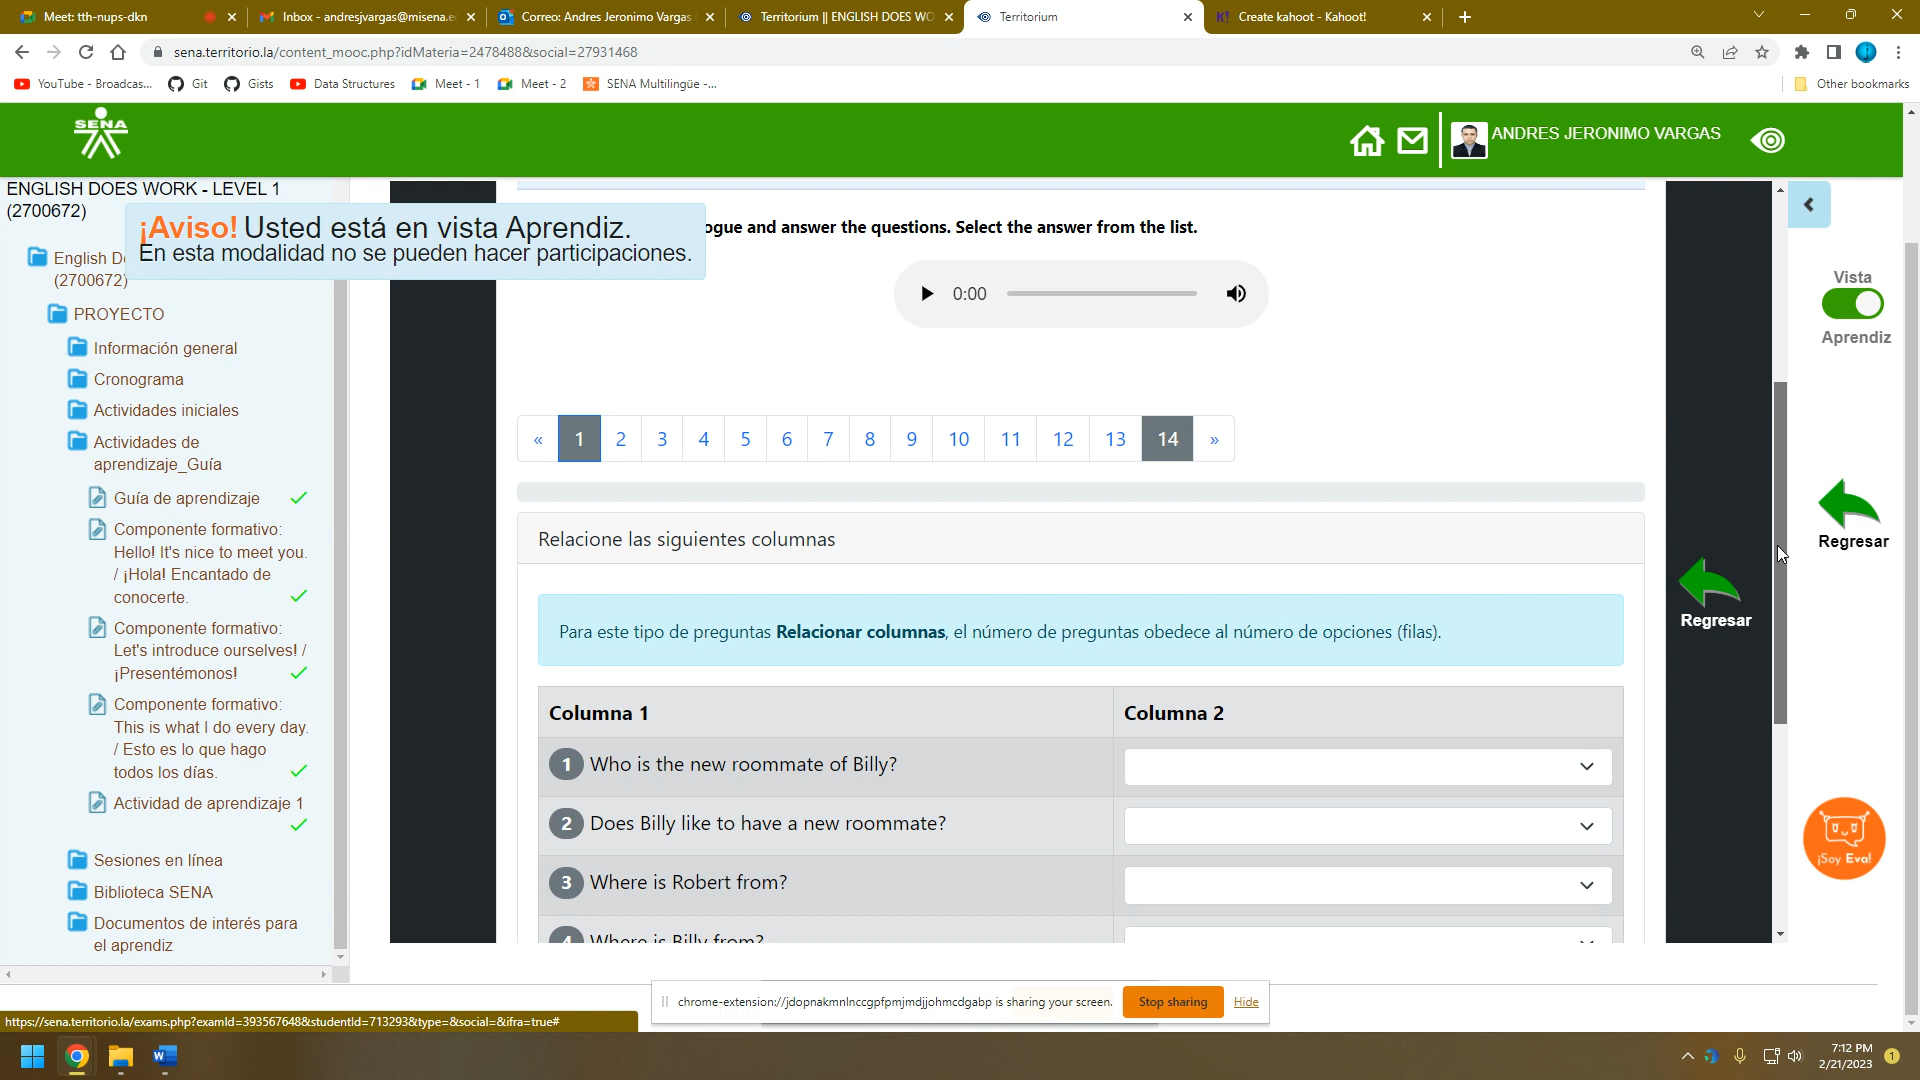 Meet: tth-nups-dkn
Inbox - andresjvargas@misena.e
Correo: Andres Jeronimo Vargas
Territorium || ENGLISH DOES WO
Territorium
Create kahoot - Kahoot!
sena.territorio.la/content_mooc.php?idMateria=2478488&social=27931468
YouTube - Broadcas...
Git
Gists
Data Structures
Meet - 1
Meet - 2
SENA Multilingüe -...
Other bookmarks
SENA
ANDRES JERONIMO VARGAS
ENGLISH DOES WORK - LEVEL 1
(2700672)
¡Aviso! Usted está en vista Aprendiz.
En esta modalidad no se pueden hacer participaciones.
ogue and answer the questions. Select the answer from the list.
English D
(2700672)
PROYECTO
Información general
Cronograma
Actividades iniciales
Actividades de
aprendizaje_Guía
Guía de aprendizaje
Componente formativo:
Hello! It's nice to meet you.
/ ¡Hola! Encantado de
conocerte.
Componente formativo:
Let's introduce ourselves! /
¡Presentémonos!
Componente formativo:
This is what I do every day.
/ Esto es lo que hago
todos los días.
Actividad de aprendizaje 1
Sesiones en línea
Biblioteca SENA
Documentos de interés para
el aprendiz
0:00
« 1 2 3 4 5 6 7 8 9 10 11 12 13 14 »
Relacione las siguientes columnas
Para este tipo de preguntas Relacionar columnas, el número de preguntas obedece al número de opciones (filas).
Columna 1 Columna 2
1 Who is the new roommate of Billy?
2 Does Billy like to have a new roommate?
3 Where is Robert from?
4 Where is Billy from?
Regresar
Vista
Aprendiz
Regresar
¡Soy Eva!
chrome-extension://jdopnakmnlnccgpfpmjmdjjohmcdgabp is sharing your screen.
Stop sharing
Hide
https://sena.territorio.la/exams.php?examId=393567648&studentId=713293&type=&social=&ifra=true#
7:12 PM
2/21/2023
1